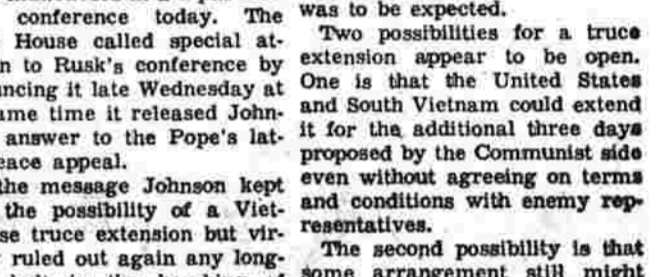 conference today. The
House called special at-
n to Rusk's conference by
ncing it late Wednesday at
ame time it released John-
answer to the Pope's lat-
eace appeal.
the message Johnson kept
the possibility of a Viet-
se truce extension but vir-
ruled out again any long-
was to be expected.
Two possibilities for a truce
extension appear to be open.
One is that the United States
and South Vietnam could extend
it for the additional three days
proposed by the Communist side
even without agreeing on terms
and conditions with enemy rep-
resentatives.
The second possibility is that
some arrangement still might